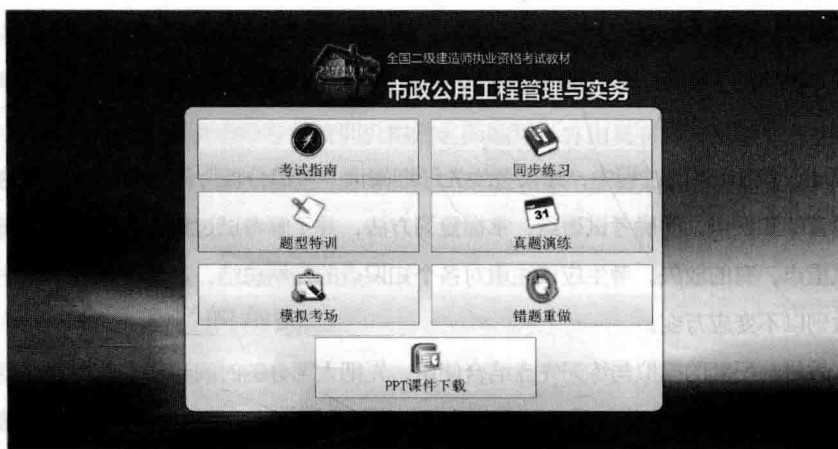 全国二级建造师执业资格考试教材
市政公用工程管理与实务
考试指南
同步练习
题型特训
31
真题演练
模拟考场
错题重做
PPT课件下载